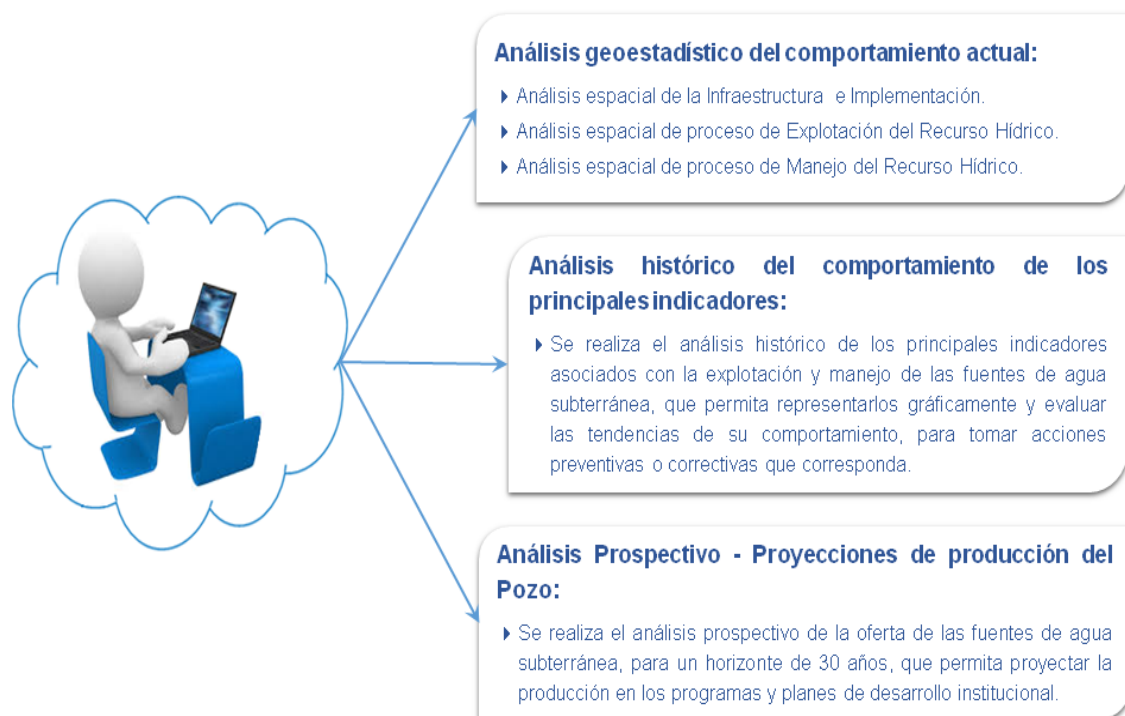 Análisis geoestadístico del comportamiento actual:
Análisis espacial de la Infraestructura e Implementación.
Análisis espacial de proceso de Explotación del Recurso Hídrico.
Análisis espacial de proceso de Manejo del Recurso Hídrico.
Análisis histórico del comportamiento de los
principales indicadores:
Se realiza el análisis histórico de los principales indicadores
asociados con la explotación y manejo de las fuentes de agua
subterránea, que permita representarlos gráficamente y evaluar
las tendencias de su comportamiento, para tomar acciones
preventivas o correctivas que corresponda.
Análisis Prospectivo - Proyecciones de producción del
Pozo:
Se realiza el análisis prospectivo de la oferta de las fuentes de agua
subterránea, para un horizonte de 30 años, que permita proyectar la
producción en los programas y planes de desarrollo institucional.